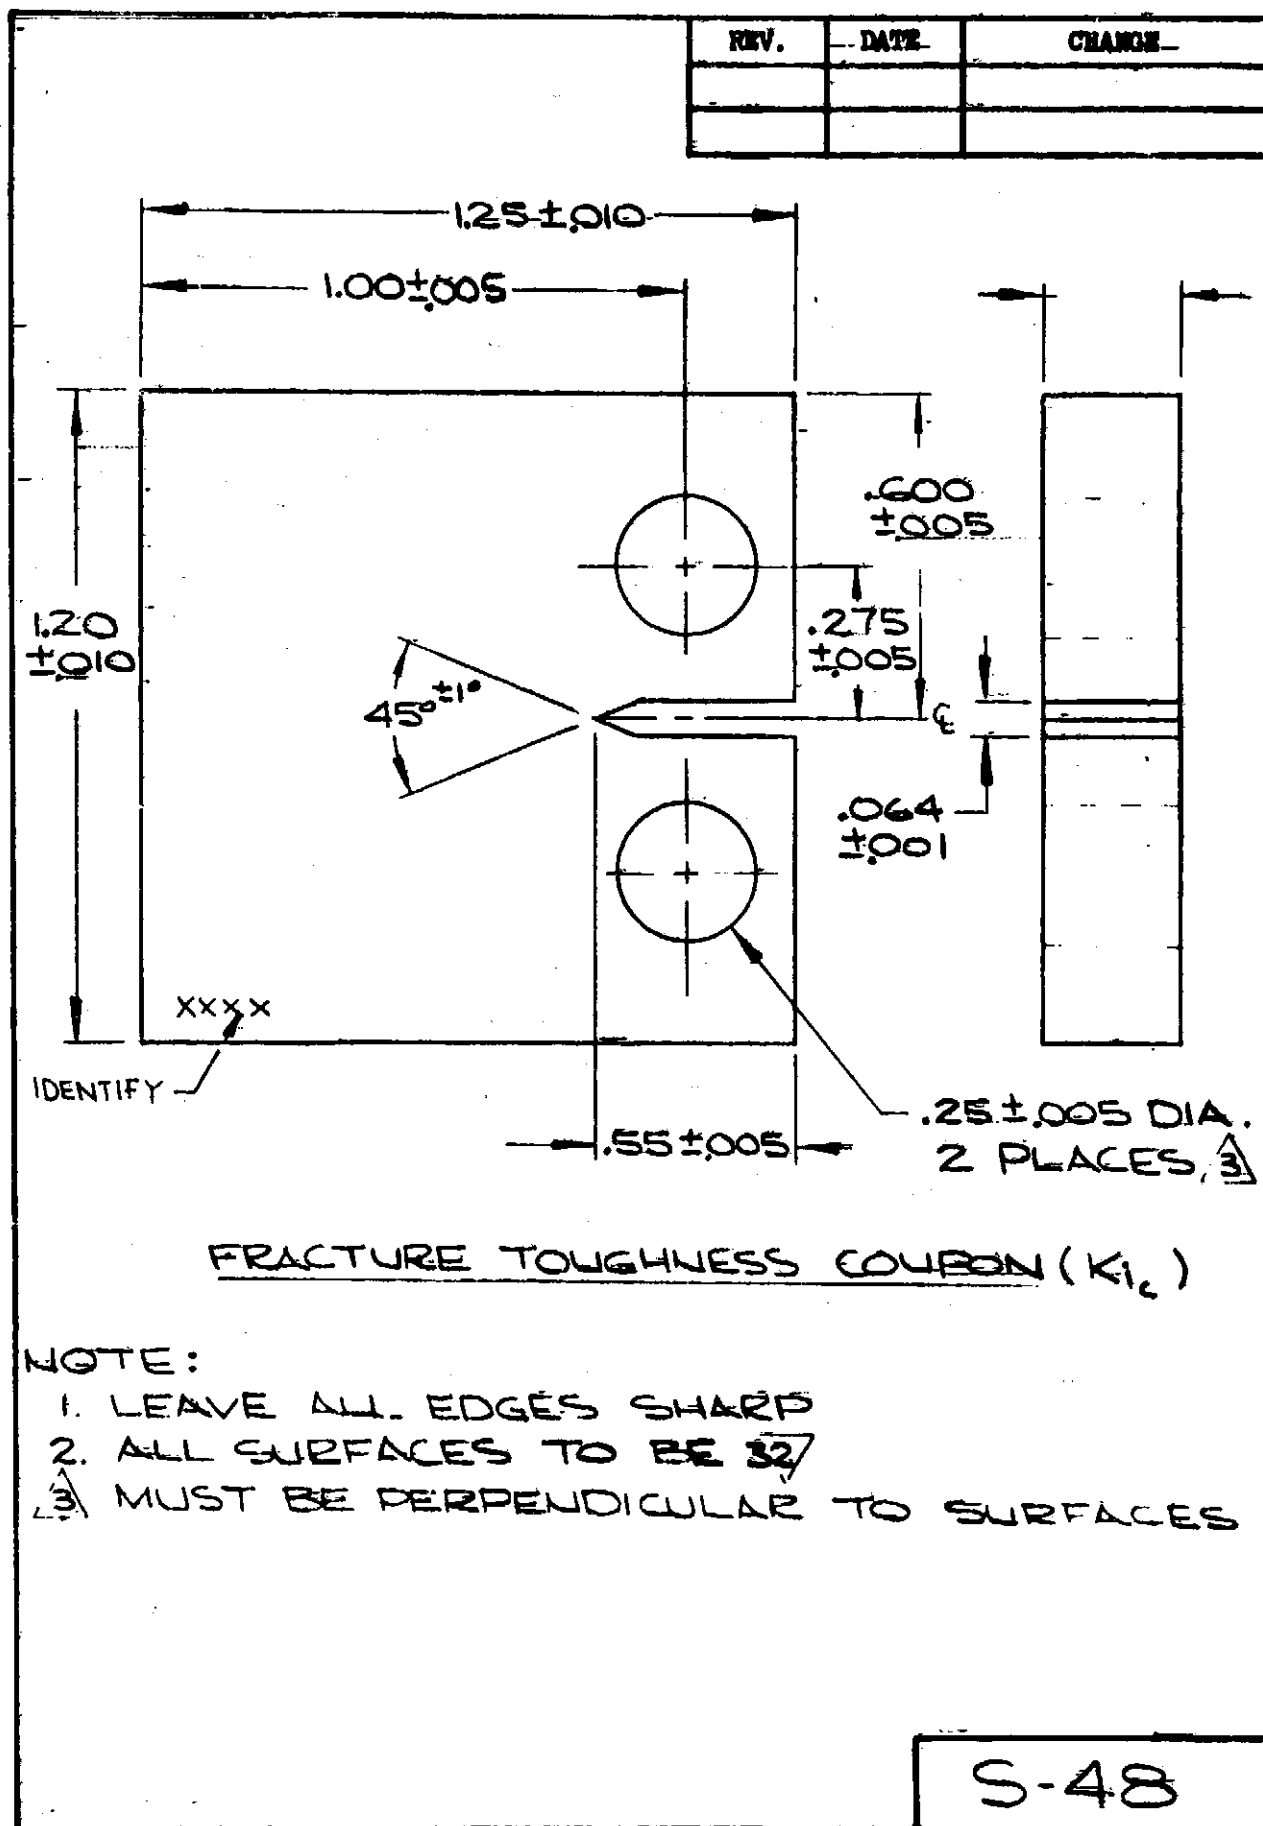 REV. DATE CHANGE
1.25±.010
1.00±.005
.600
±.005
1.20
±.010
.275
±.005
45°±1°
℄
.064
±.001
XXXX
IDENTIFY
.55±.005
.25±.005 DIA.
2 PLACES, 3
FRACTURE TOUGHNESS COUPON (KIc)
NOTE:
1. LEAVE ALL EDGES SHARP
2. ALL SURFACES TO BE 32
3 MUST BE PERPENDICULAR TO SURFACES
S-48